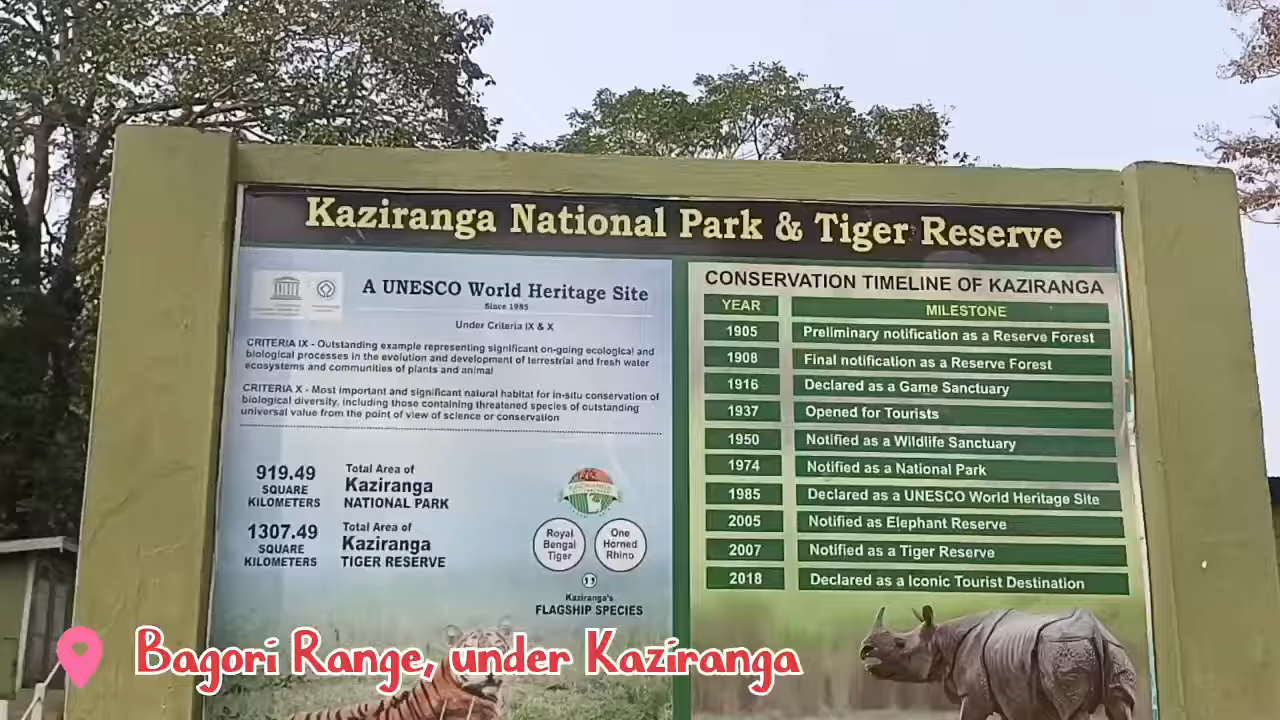 Kaziranga National Park & Tiger Reserve
A UNESCO World Heritage Site
Since 1985
Under Criteria IX & X
CRITERIA IX - Outstanding example representing significant on-going ecological and
biological processes in the evolution and development of terrestrial and fresh water
ecosystems and communities of plants and animal
CRITERIA X - Most important and significant natural habitat for in-situ conservation of
biological diversity, including those containing threatened species of outstanding
universal value from the point of view of science or conservation
919.49
SQUARE
KILOMETERS
Total Area of
Kaziranga
NATIONAL PARK
1307.49
SQUARE
KILOMETERS
Total Area of
Kaziranga
TIGER RESERVE
KAZIRANGA
Royal
Bengal
Tiger
One
Horned
Rhino
Kaziranga's
FLAGSHIP SPECIES
CONSERVATION TIMELINE OF KAZIRANGA
YEAR MILESTONE
1905 Preliminary notification as a Reserve Forest
1908 Final notification as a Reserve Forest
1916 Declared as a Game Sanctuary
1937 Opened for Tourists
1950 Notified as a Wildlife Sanctuary
1974 Notified as a National Park
1985 Declared as a UNESCO World Heritage Site
2005 Notified as Elephant Reserve
2007 Notified as a Tiger Reserve
2018 Declared as a Iconic Tourist Destination
Bagori Range, under Kaziranga